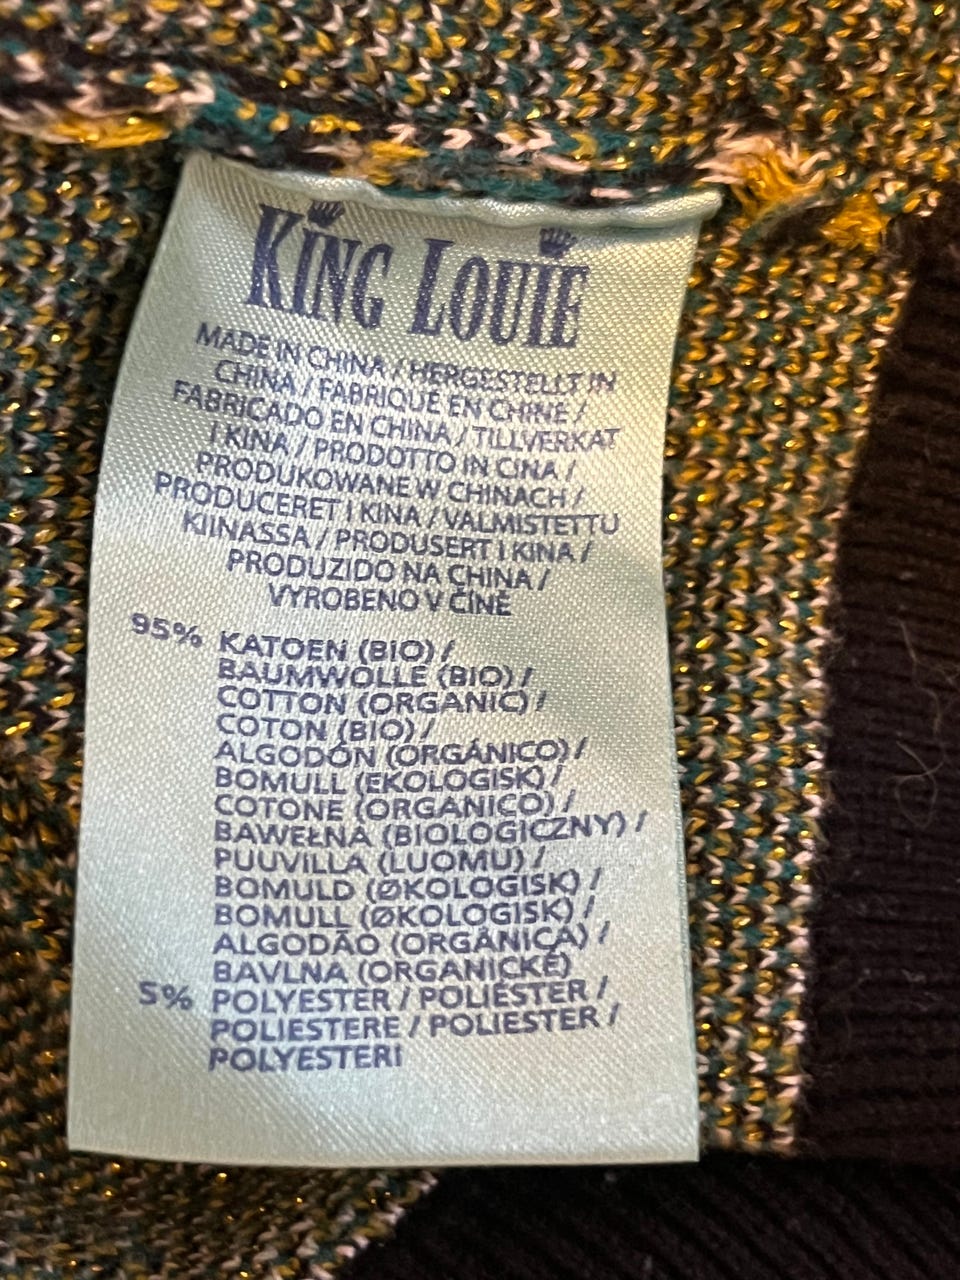 KING LOUIE
MADE IN CHINA / HERGESTELLT IN
CHINA / FABRIQUÉ EN CHINE /
FABRICADO EN CHINA / TILLVERKAT
I KINA / PRODOTTO IN CINA /
PRODUKOWANE W CHINACH /
PRODUCERET I KINA / VALMISTETTU
KIINASSA / PRODUSERT I KINA /
PRODUZIDO NA CHINA /
VYROBENO V ČÍNĚ
95% KATOEN (BIO) /
BAUMWOLLE (BIO) /
COTTON (ORGANIC) /
COTON (BIO) /
ALGODÓN (ORGÁNICO) /
BOMULL (EKOLOGISK) /
COTONE (ORGANICO) /
BAWEŁNA (BIOLOGICZNY) /
PUUVILLA (LUOMU) /
BOMULD (ØKOLOGISK) /
BOMULL (ØKOLOGISK) /
ALGODÃO (ORGÂNICA) /
BAVLNA (ORGANICKÉ)
5% POLYESTER / POLIÉSTER /
POLIESTERE / POLIESTER /
POLYESTERI